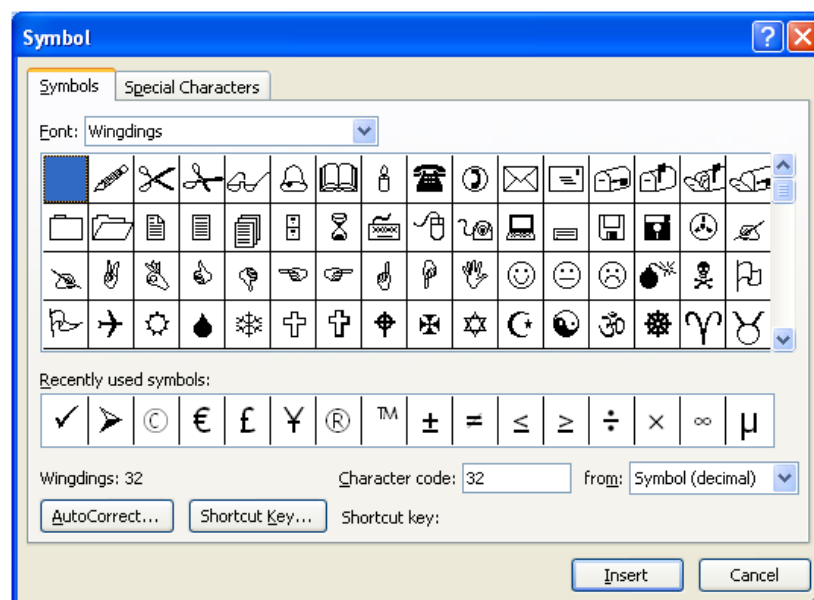 Symbol
Symbols Special Characters
Font: Wingdings
Recently used symbols:
✓ ➢ © € £ ¥ ® ™ ± ≠ ≤ ≥ ÷ × ∞ µ
Wingdings: 32 Character code: 32 from: Symbol (decimal)
AutoCorrect... Shortcut Key... Shortcut key:
Insert Cancel